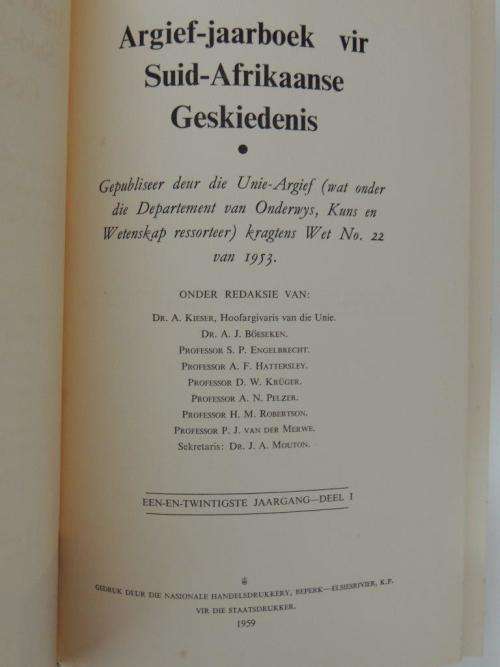 Argief-jaarboek vir
Suid-Afrikaanse
Geskiedenis
•
Gepubliseer deur die Unie-Argief (wat onder
die Departement van Onderwys, Kuns en
Wetenskap ressorteer) kragtens Wet No. 22
van 1953.
ONDER REDAKSIE VAN:
Dr. A. Kieser, Hoofargivaris van die Unie.
Dr. A. J. Böeseken.
Professor S. P. Engelbrecht.
Professor A. F. Hattersley.
Professor D. W. Krüger.
Professor A. N. Pelzer.
Professor H. M. Robertson.
Professor P. J. van der Merwe.
Sekretaris: Dr. J. A. Mouton.
EEN-EN-TWINTIGSTE JAARGANG—DEEL I
GEDRUK DEUR DIE NASIONALE HANDELSDRUKKERY, BEPERK—ELSIESRIVIER, K.P.
VIR DIE STAATSDRUKKER.
1959